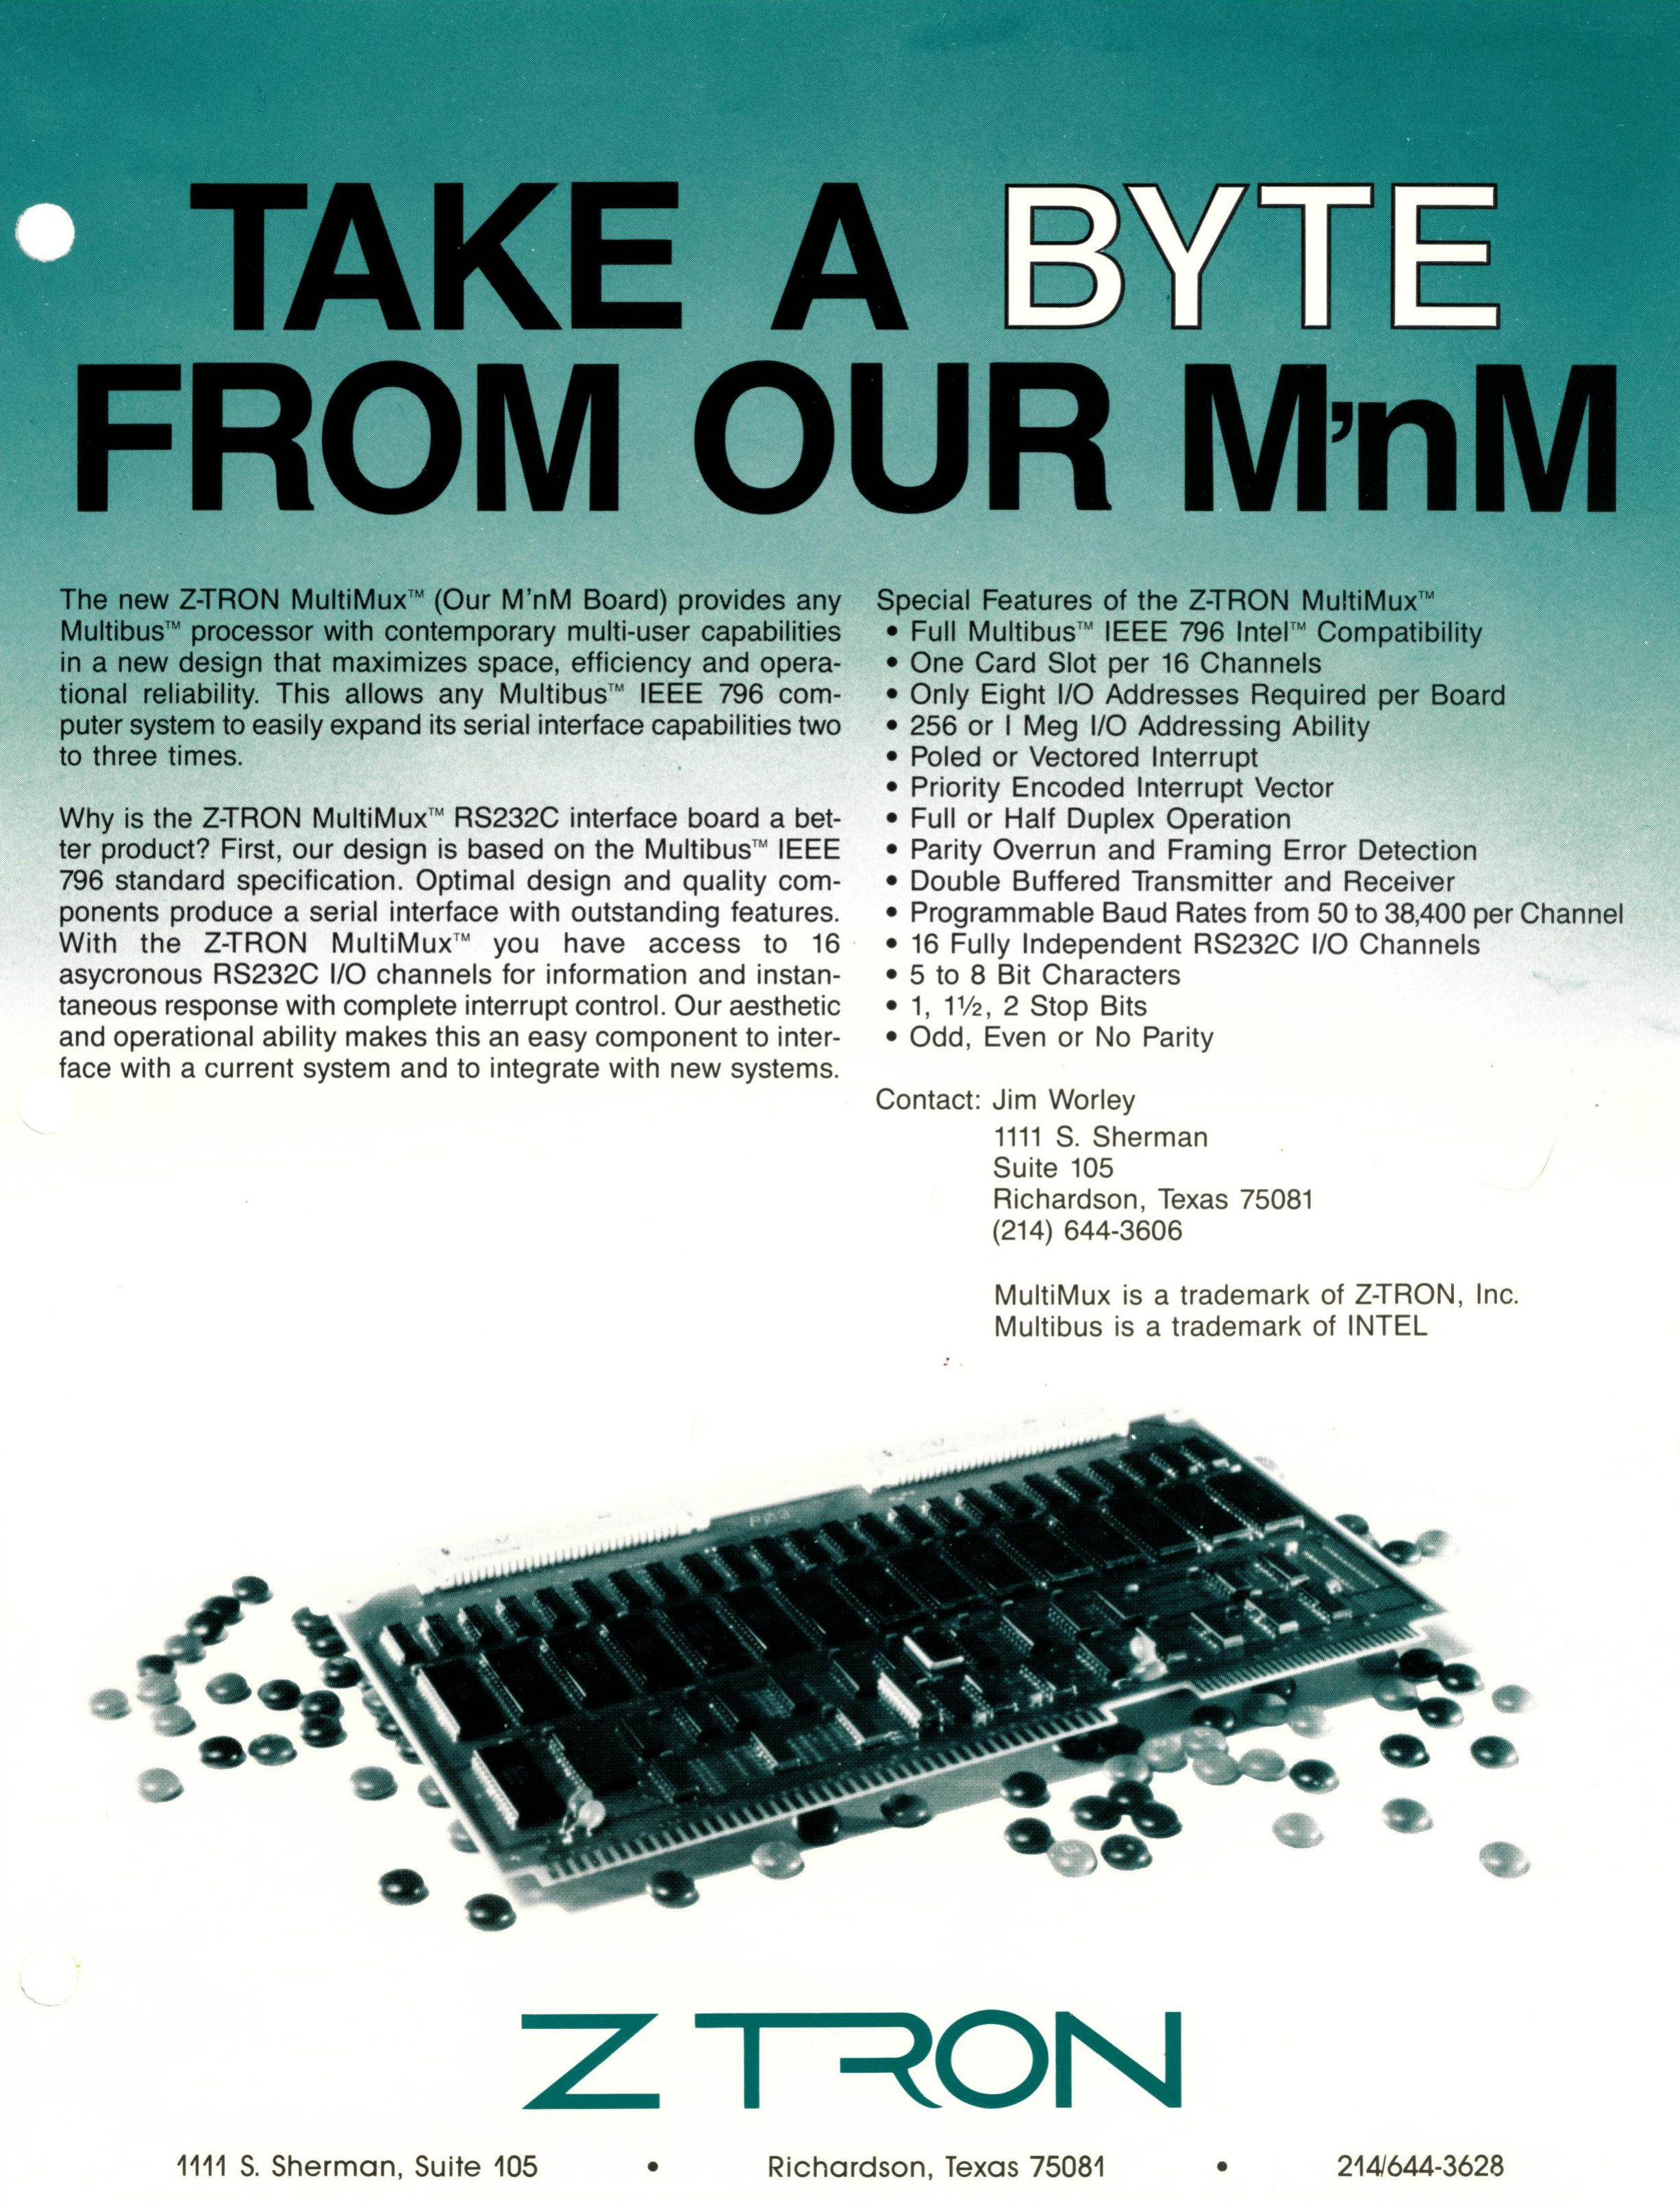 TAKE A BYTE
FROM OUR M'nM
The new Z-TRON MultiMux™ (Our M'nM Board) provides any
Multibus™ processor with contemporary multi-user capabilities
in a new design that maximizes space, efficiency and opera-
tional reliability. This allows any Multibus™ IEEE 796 com-
puter system to easily expand its serial interface capabilities two
to three times.
Why is the Z-TRON MultiMux™ RS232C interface board a bet-
ter product? First, our design is based on the Multibus™ IEEE
796 standard specification. Optimal design and quality com-
ponents produce a serial interface with outstanding features.
With the Z-TRON MultiMux™ you have access to 16
asycronous RS232C I/O channels for information and instan-
taneous response with complete interrupt control. Our aesthetic
and operational ability makes this an easy component to inter-
face with a current system and to integrate with new systems.
Special Features of the Z-TRON MultiMux™
• Full Multibus™ IEEE 796 Intel™ Compatibility
• One Card Slot per 16 Channels
• Only Eight I/O Addresses Required per Board
• 256 or I Meg I/O Addressing Ability
• Poled or Vectored Interrupt
• Priority Encoded Interrupt Vector
• Full or Half Duplex Operation
• Parity Overrun and Framing Error Detection
• Double Buffered Transmitter and Receiver
• Programmable Baud Rates from 50 to 38,400 per Channel
• 16 Fully Independent RS232C I/O Channels
• 5 to 8 Bit Characters
• 1, 1½, 2 Stop Bits
• Odd, Even or No Parity
Contact: Jim Worley
1111 S. Sherman
Suite 105
Richardson, Texas 75081
(214) 644-3606
MultiMux is a trademark of Z-TRON, Inc.
Multibus is a trademark of INTEL
Z TRON
1111 S. Sherman, Suite 105 • Richardson, Texas 75081 • 214/644-3628